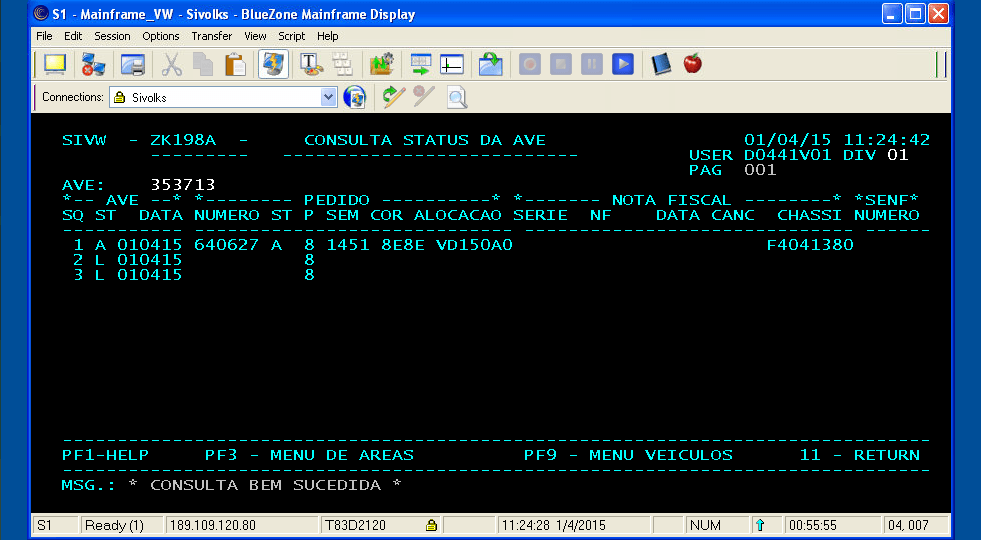 S1 - Mainframe_VW - Sivolks - BlueZone Mainframe Display
File Edit Session Options Transfer View Script Help
Connections: Sivolks
SIVW - ZK198A - CONSULTA STATUS DA AVE 01/04/15 11:24:42
--------- --------------------------- USER D0441V01 DIV 01
PAG 001
AVE: 353713
*-- AVE --* *-------- PEDIDO ----------* *------- NOTA FISCAL --------* *SENF*
SQ ST DATA NUMERO ST P SEM COR ALOCACAO SERIE NF DATA CANC CHASSI NUMERO
1 A 010415 640627 A 8 1451 8E8E VD150A0 F4041380
2 L 010415 8
3 L 010415 8
PF1-HELP PF3 - MENU DE AREAS PF9 - MENU VEICULOS 11 - RETURN
MSG.: * CONSULTA BEM SUCEDIDA *
S1 Ready (1) 189.109.120.80 T83D2120 11:24:28 1/4/2015 NUM 00:55:55 04, 007